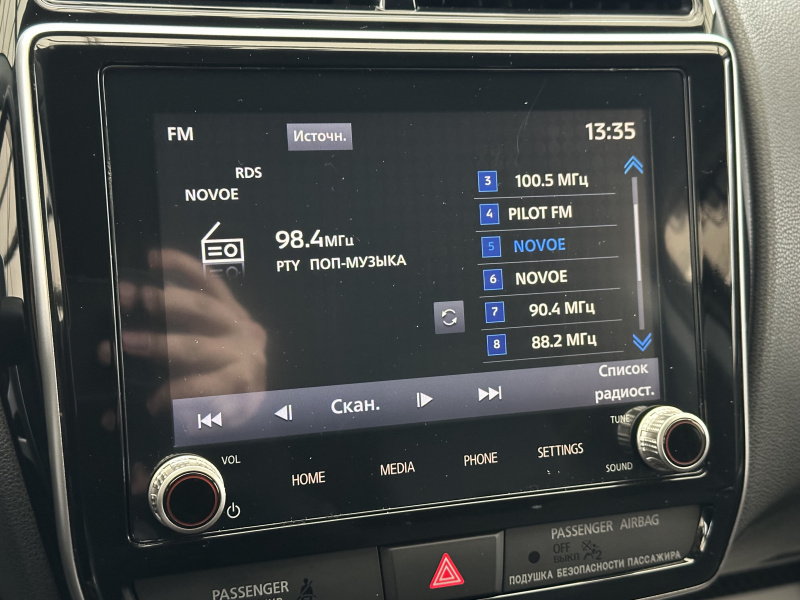 FM
Источн.
13:35
RDS
NOVOE
98.4МГц
PTY ПОП-МУЗЫКА
3 100.5 МГц
4 PILOT FM
5 NOVOE
6 NOVOE
7 90.4 МГц
8 88.2 МГц
Скан.
Список
радиост.
VOL
HOME
MEDIA
PHONE
SETTINGS
TUNE
SOUND
PASSENGER
PASSENGER AIRBAG
OFF
ВЫКЛ
ПОДУШКА БЕЗОПАСНОСТИ ПАССАЖИРА